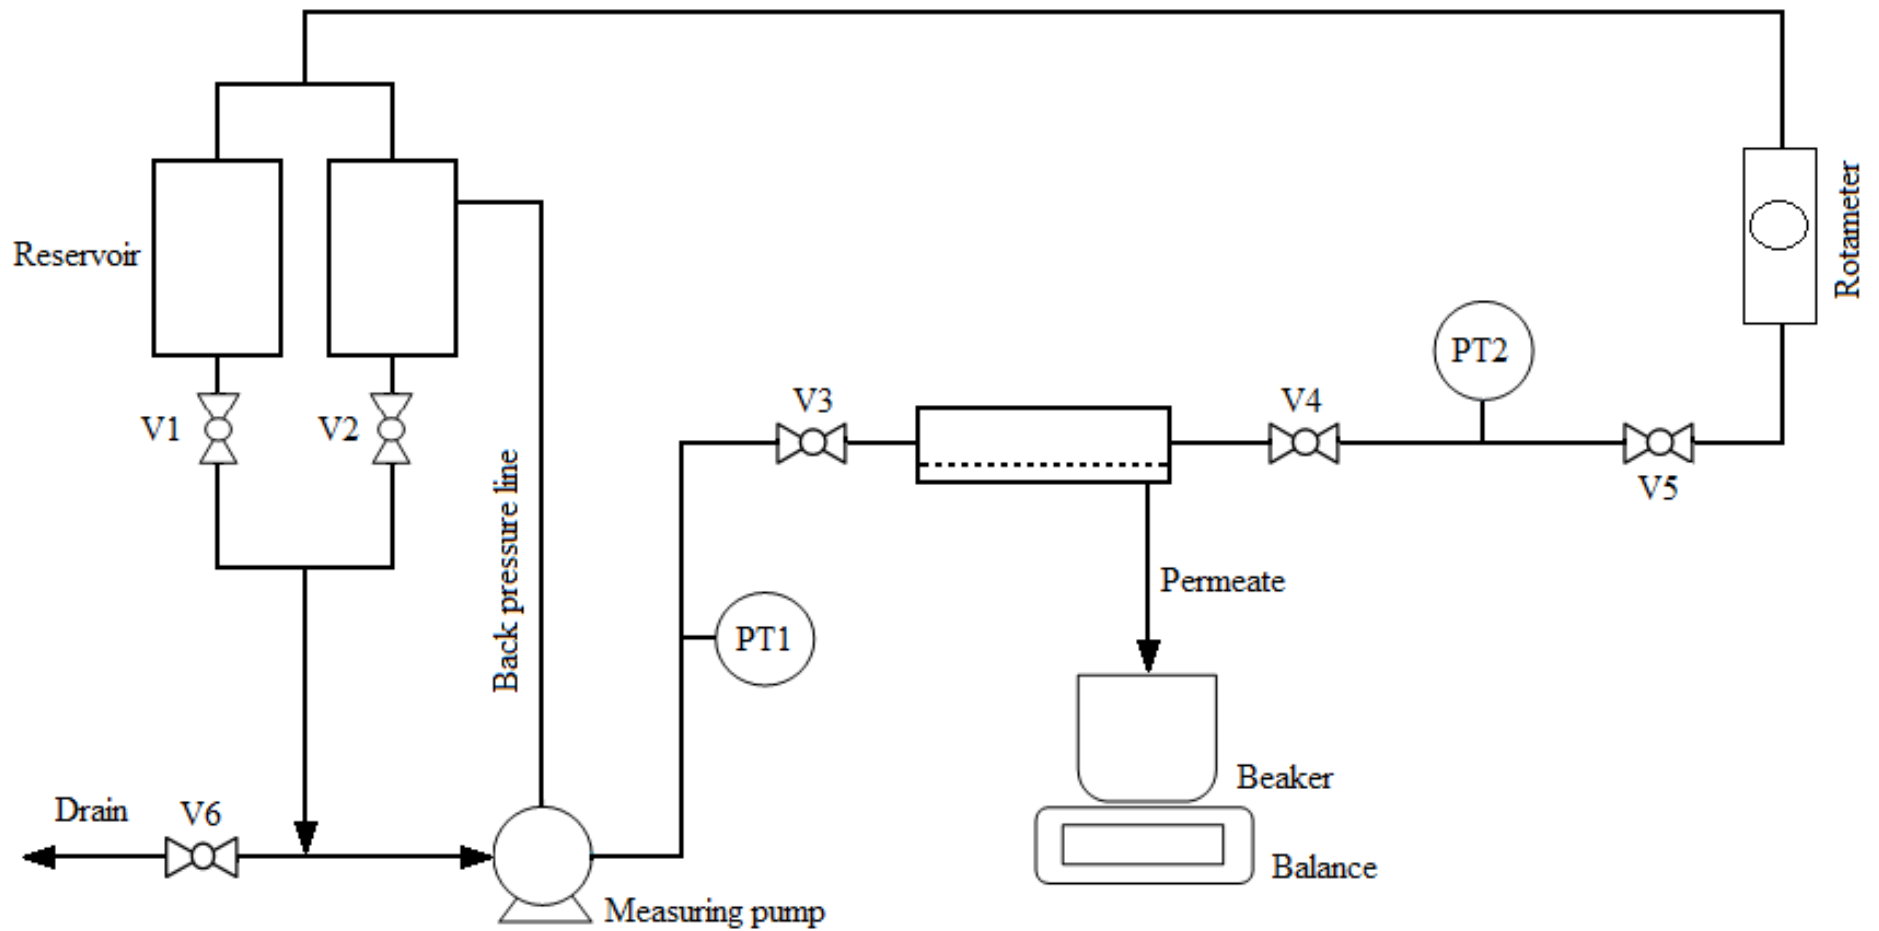 Reservoir
V1
V2
Back pressure line
V3
V4
PT2
V5
Rotameter
PT1
Permeate
Beaker
Balance
Drain
V6
Measuring pump